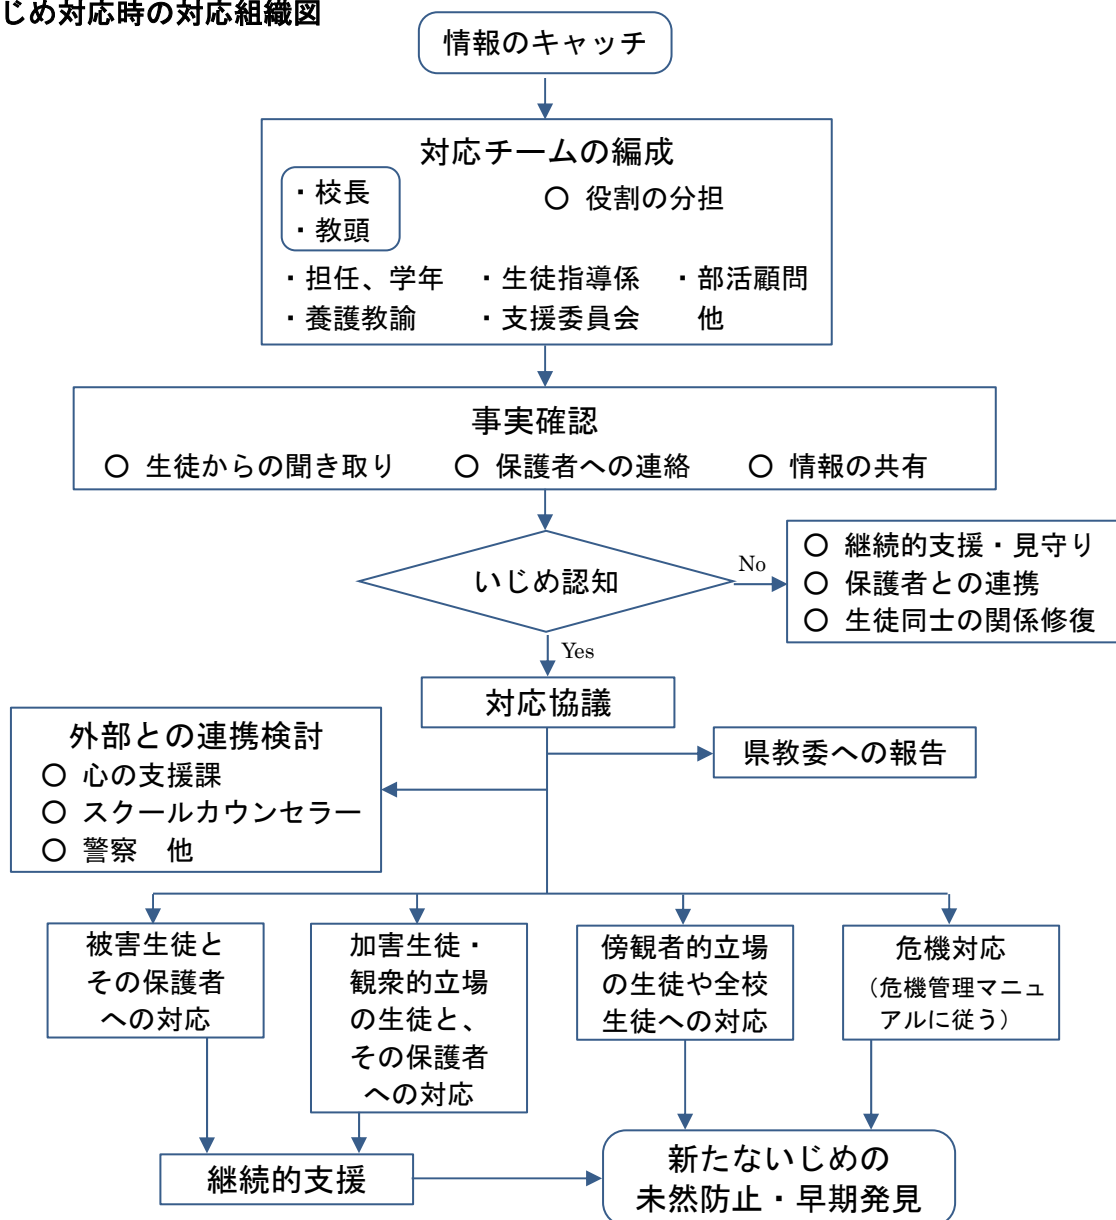 じめ対応時の対応組織図
情報のキャッチ
対応チームの編成
・校長
・教頭
○ 役割の分担
・担任、学年 ・生徒指導係 ・部活顧問
・養護教諭 ・支援委員会 他
事実確認
○ 生徒からの聞き取り ○ 保護者への連絡 ○ 情報の共有
いじめ認知
No
○ 継続的支援・見守り
○ 保護者との連携
○ 生徒同士の関係修復
Yes
対応協議
外部との連携検討
○ 心の支援課
○ スクールカウンセラー
○ 警察 他
県教委への報告
被害生徒と
その保護者
への対応
加害生徒・
観衆的立場
の生徒と、
その保護者
への対応
傍観者的立場
の生徒や全校
生徒への対応
危機対応
（危機管理マニュ
アルに従う）
継続的支援
新たないじめの
未然防止・早期発見